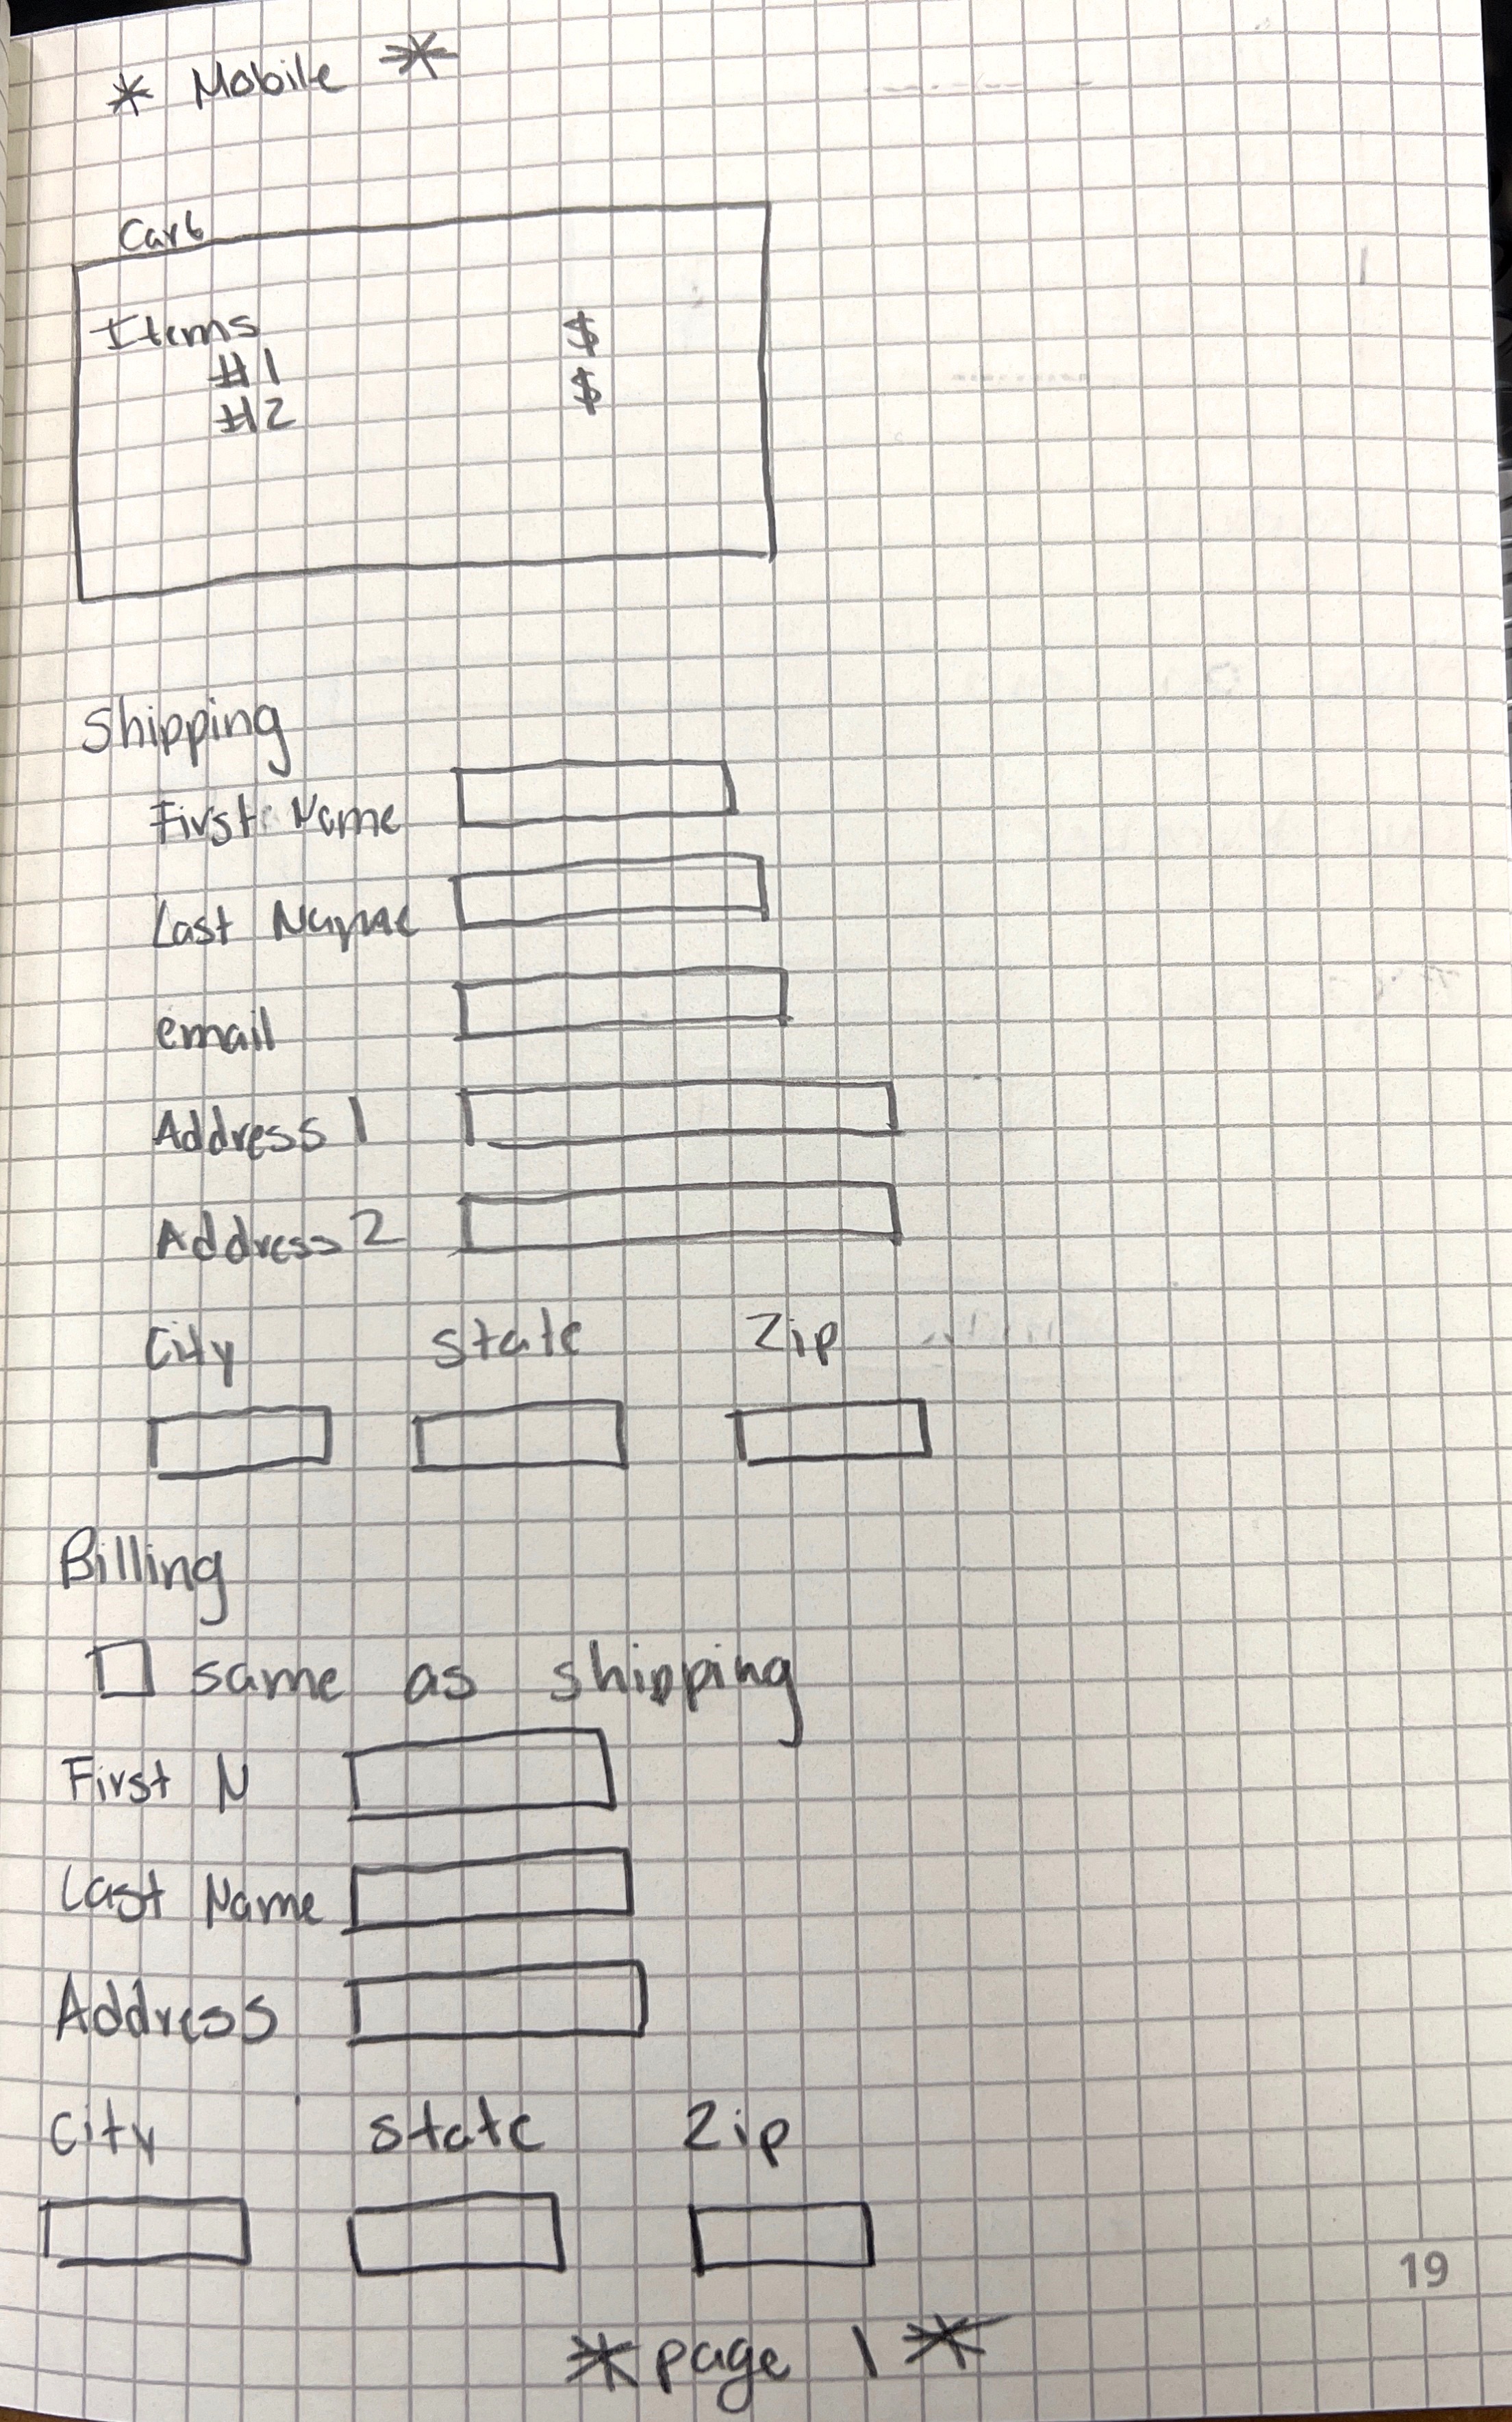 * Mobile *
Cart
Items $
#1 $
#2
Shipping
First Name
Last Name
email
Address 1
Address 2
City state Zip
Billing
same as shipping
First N
Last Name
Address
city state Zip
19
* page 1 *